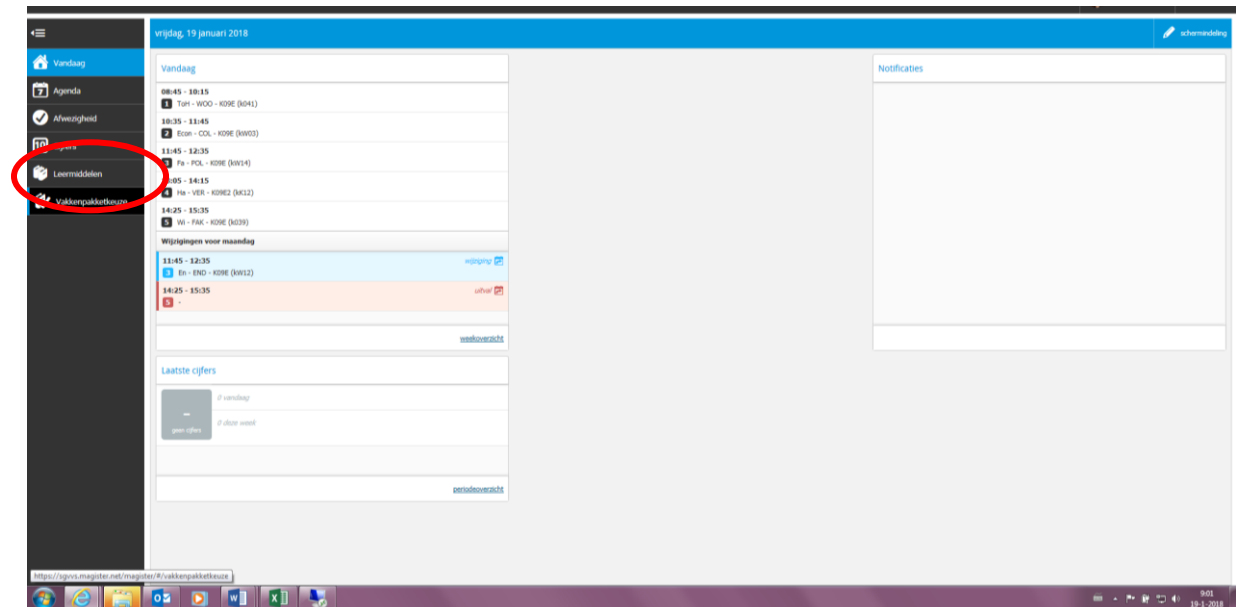 vrijdag, 19 januari 2018
schermindeling
Vandaag
Agenda
Afwezigheid
Leermiddelen
Vakkenpakketkeuze
Vandaag
08:45 - 10:15
1 ToH - WOO - K09E (k041)
10:35 - 11:45
2 Econ - COL - K09E (kW03)
11:45 - 12:35
3 Fa - POL - K09E (kW14)
:05 - 14:15
4 Ha - VER - K09E2 (kK12)
14:25 - 15:35
5 Wi - FAK - K09E (k039)
Wijzigingen voor maandag
11:45 - 12:35 wijziging
3 En - END - K09E (kW12)
14:25 - 15:35 uitval
5 -
weekoverzicht
Laatste cijfers
-
geen cijfers
0 vandaag
0 deze week
periodeoverzicht
Notificaties
https://sgvvs.magister.net/magister/#/vakkenpakketkeuze
9:01
19-1-2018